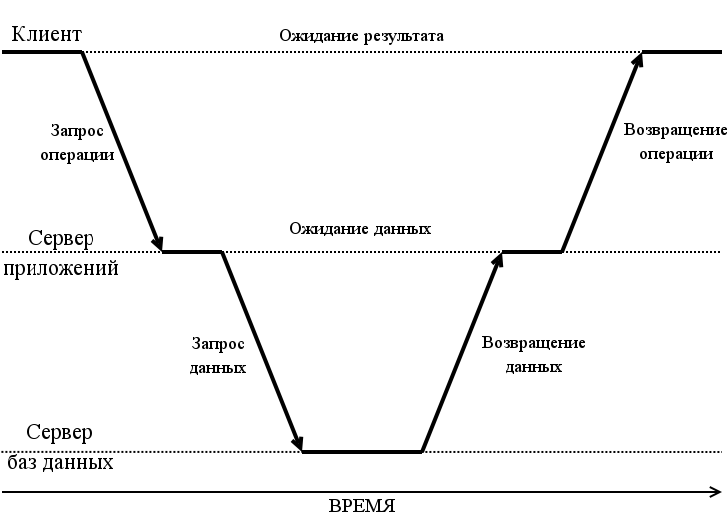 Клиент
Ожидание результата
Запрос
операции
Возвращение
операции
Сервер
приложений
Ожидание данных
Запрос
данных
Возвращение
данных
Сервер
баз данных
ВРЕМЯ